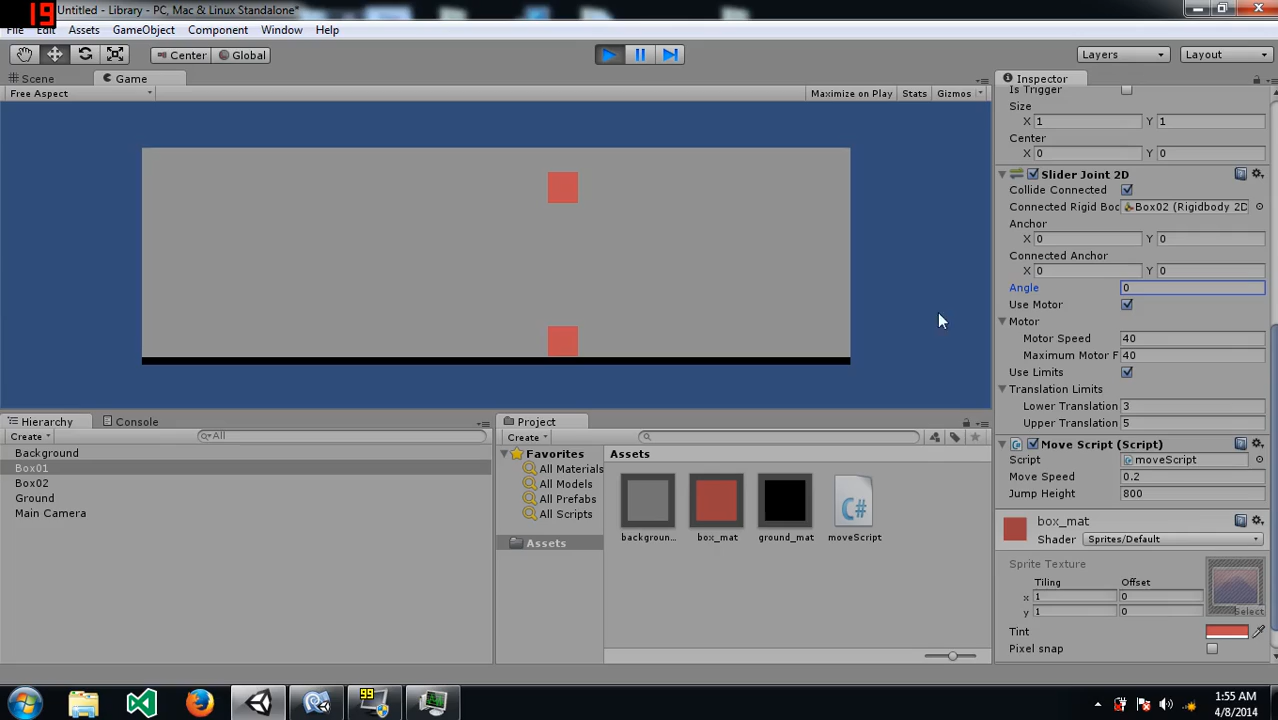 19
Untitled - Library - PC, Mac & Linux Standalone*
File Edit Assets GameObject Component Window Help
Center Global Layers Layout
Scene Game Inspector
Free Aspect Maximize on Play Stats Gizmos
Is Trigger
Size
X 1 Y 1
Center
X 0 Y 0
Slider Joint 2D
Collide Connected
Connected Rigid Boc Box02 (Rigidbody 2D
Anchor
X 0 Y 0
Connected Anchor
X 0 Y 0
Angle 0
Use Motor
Motor
Motor Speed 40
Maximum Motor F 40
Use Limits
Translation Limits
Lower Translation 3
Upper Translation 5
Move Script (Script)
Script moveScript
Move Speed 0.2
Jump Height 800
box_mat
Shader Sprites/Default
Sprite Texture
Tiling Offset
x 1 0
y 1 0
Select
Tint
Pixel snap
Hierarchy Console
Create All
Background
Box01
Box02
Ground
Main Camera
Project
Create
Favorites
All Materials
All Models
All Prefabs
All Scripts
Assets
Assets
backgroun... box_mat ground_mat moveScript
C#
99
1:55 AM
4/8/2014